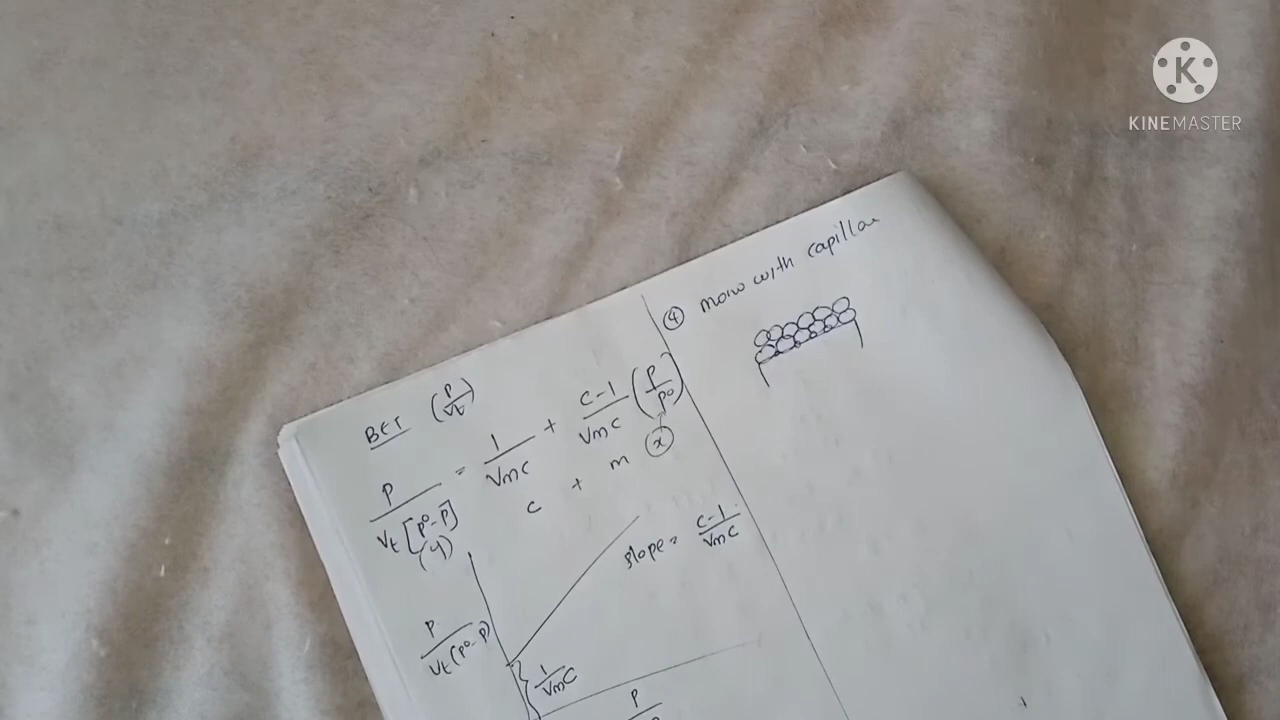 K
KINEMASTER
④ mono with capillar
BET (P/Vt)
P/Vt[P°-P] = 1/VmC + C-1/VmC (P/P°)
(y) c + m (x)
slope = C-1/VmC
P/Vt(P°-P)
1/VmC
P